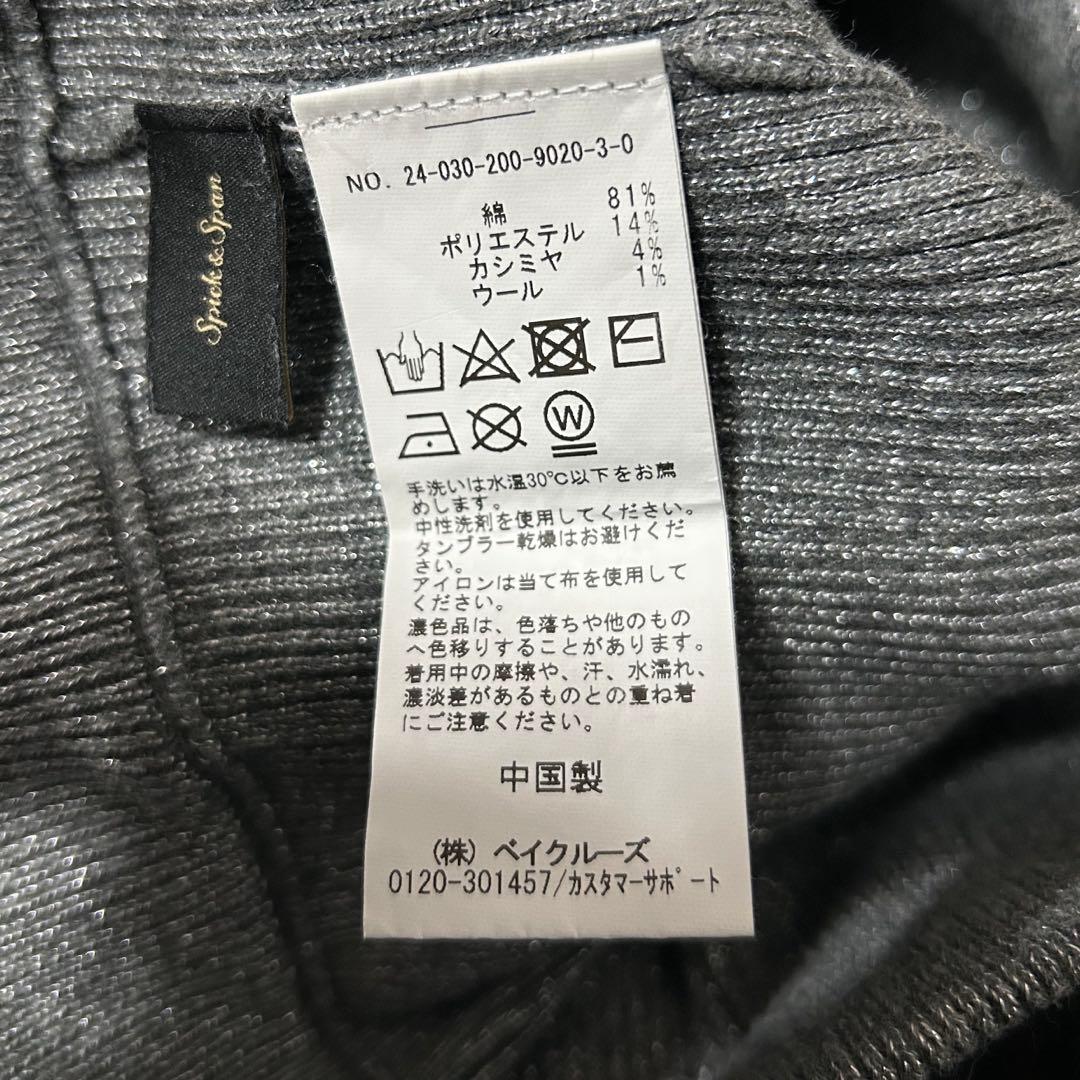 Spick & Span
NO. 24-030-200-9020-3-0
綿 81%
ポリエステル 14%
カシミヤ 4%
ウール 1%
W
手洗いは水温30℃以下をお薦
めします。
中性洗剤を使用してください。
タンブラー乾燥はお避けくだ
さい。
アイロンは当て布を使用して
ください。
濃色品は、色落ちや他のもの
へ色移りすることがあります。
着用中の摩擦や、汗、水濡れ、
濃淡差があるものとの重ね着
にご注意ください。
中国製
(株) ベイクルーズ
0120-301457/カスタマーサポート